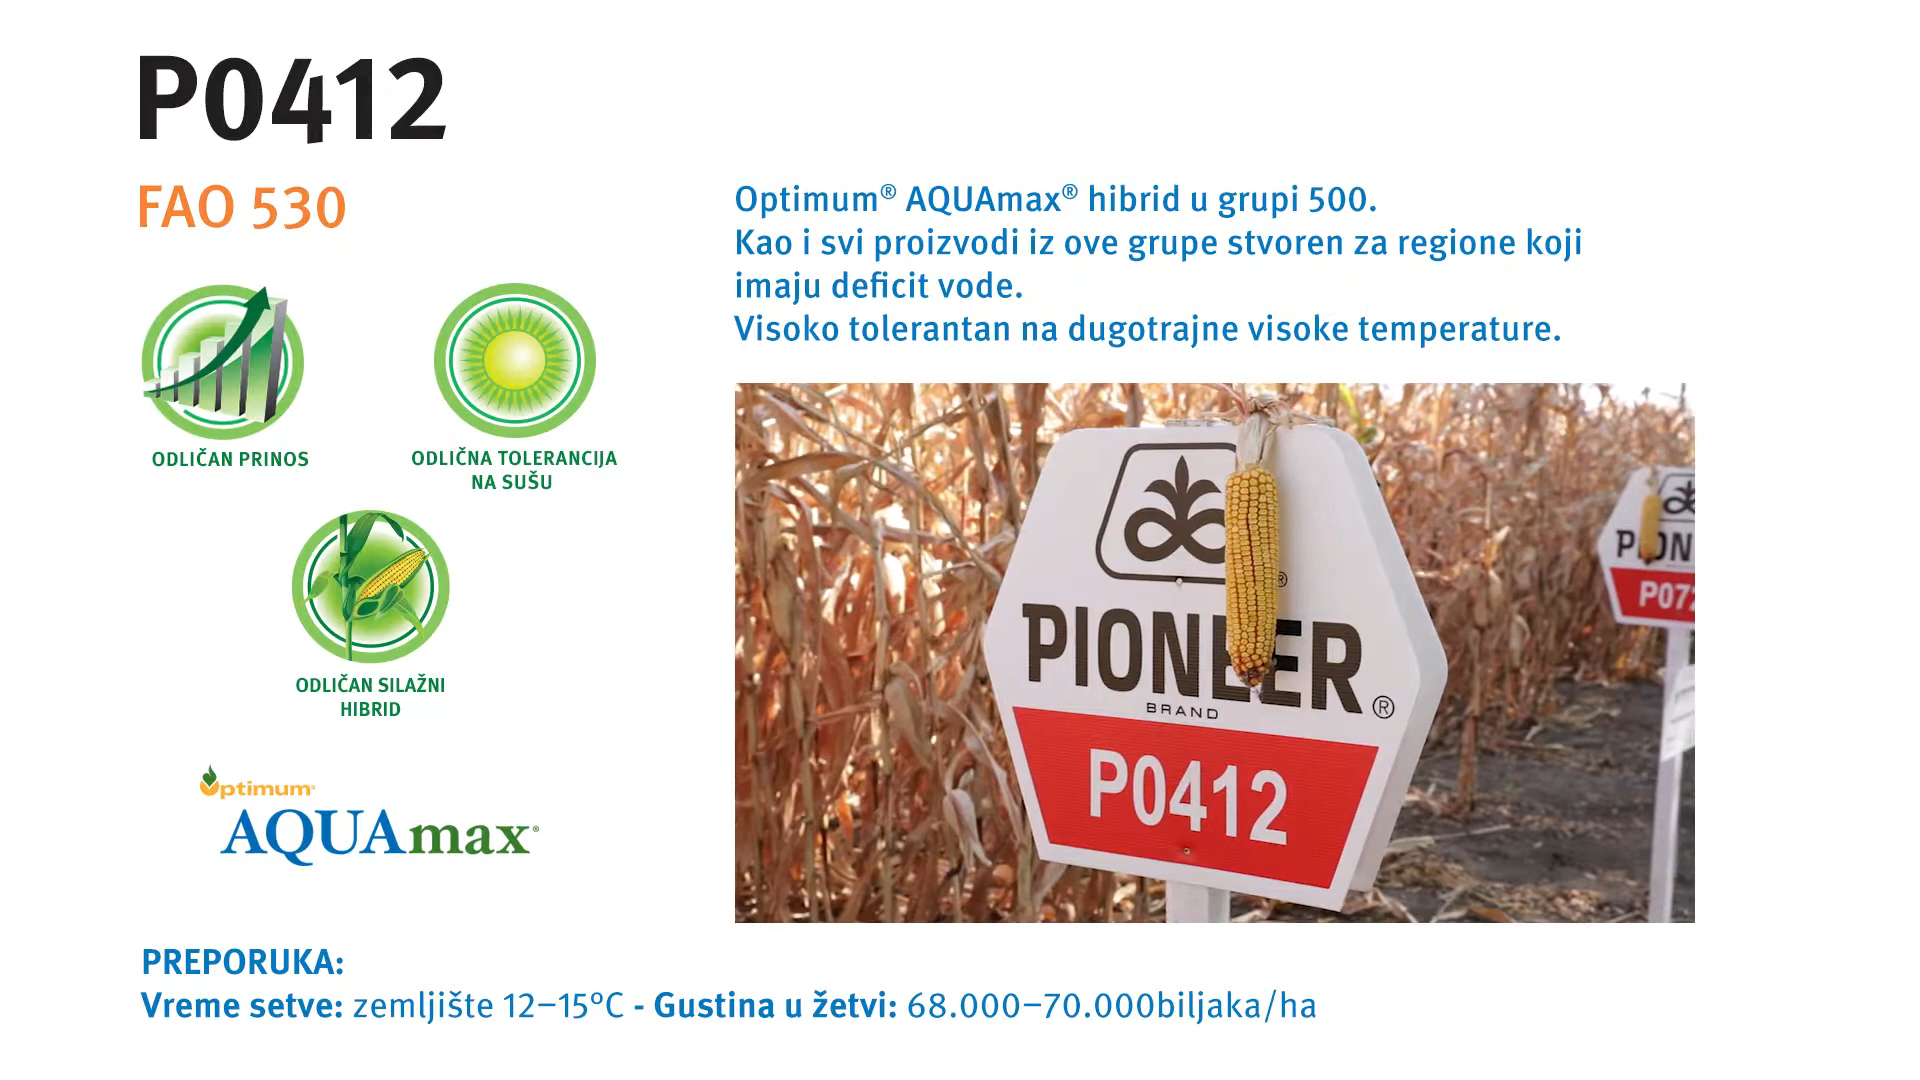 P0412
FAO 530
Optimum® AQUAmax® hibrid u grupi 500.
Kao i svi proizvodi iz ove grupe stvoren za regione koji
imaju deficit vode.
Visoko tolerantan na dugotrajne visoke temperature.
ODLIČAN PRINOS
ODLIČNA TOLERANCIJA
NA SUŠU
ODLIČAN SILAŽNI
HIBRID
Optimum®
AQUAmax®
PIONEER®
BRAND
P0412
PREPORUKA:
Vreme setve: zemljište 12–15°C - Gustina u žetvi: 68.000–70.000biljaka/ha